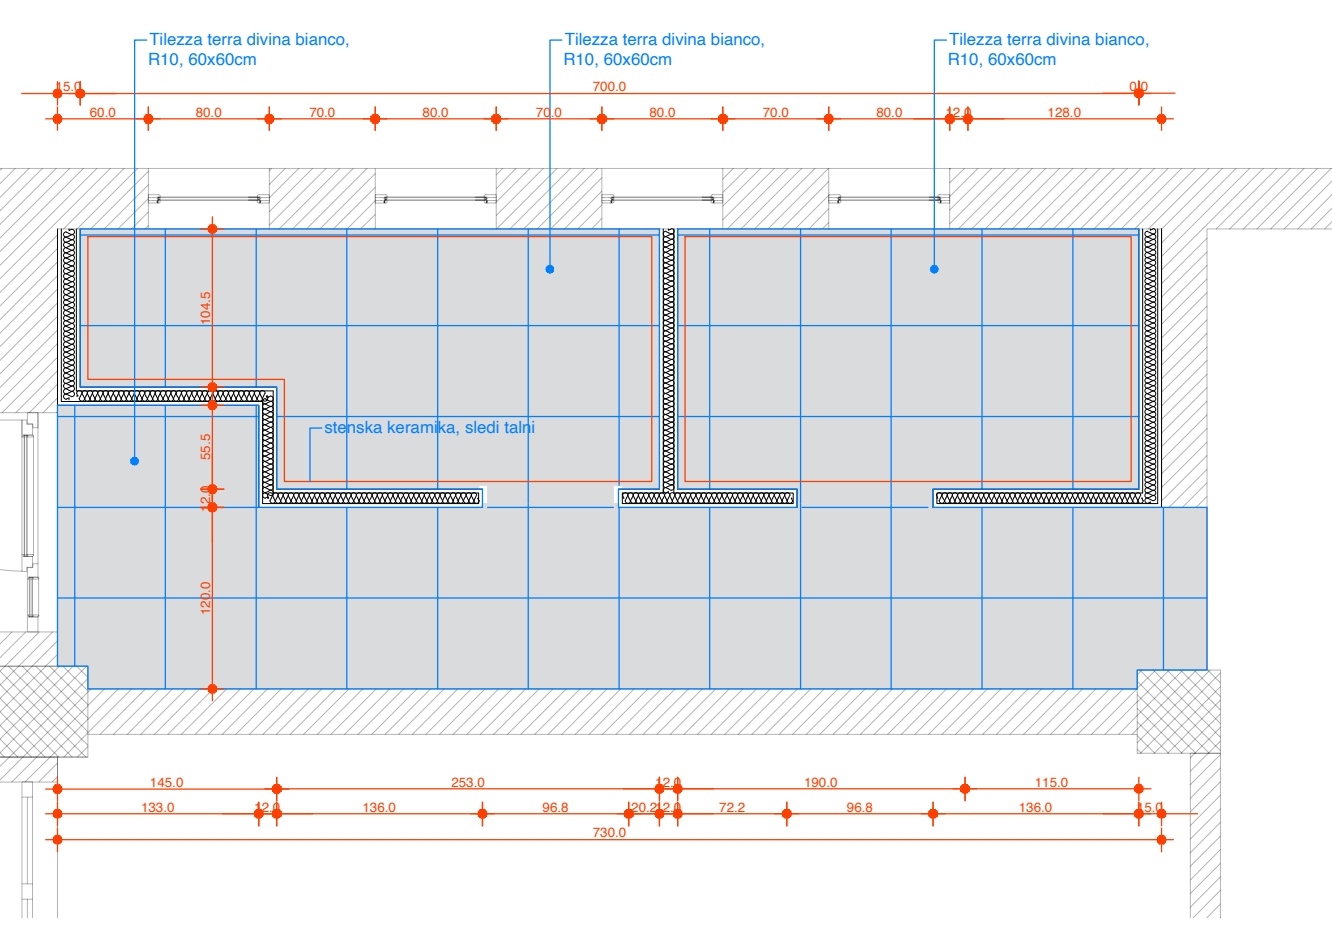 Tilezza terra divina bianco,
R10, 60x60cm
Tilezza terra divina bianco,
R10, 60x60cm
Tilezza terra divina bianco,
R10, 60x60cm
15.0 700.0 0.0
60.0 80.0 70.0 80.0 70.0 80.0 70.0 80.0 12.0 128.0
104.5
stenska keramika, sledi talni
55.5
12.0
120.0
145.0 253.0 12.0 190.0 115.0
133.0 12.0 136.0 96.8 20.2 12.0 72.2 96.8 136.0 15.0
730.0